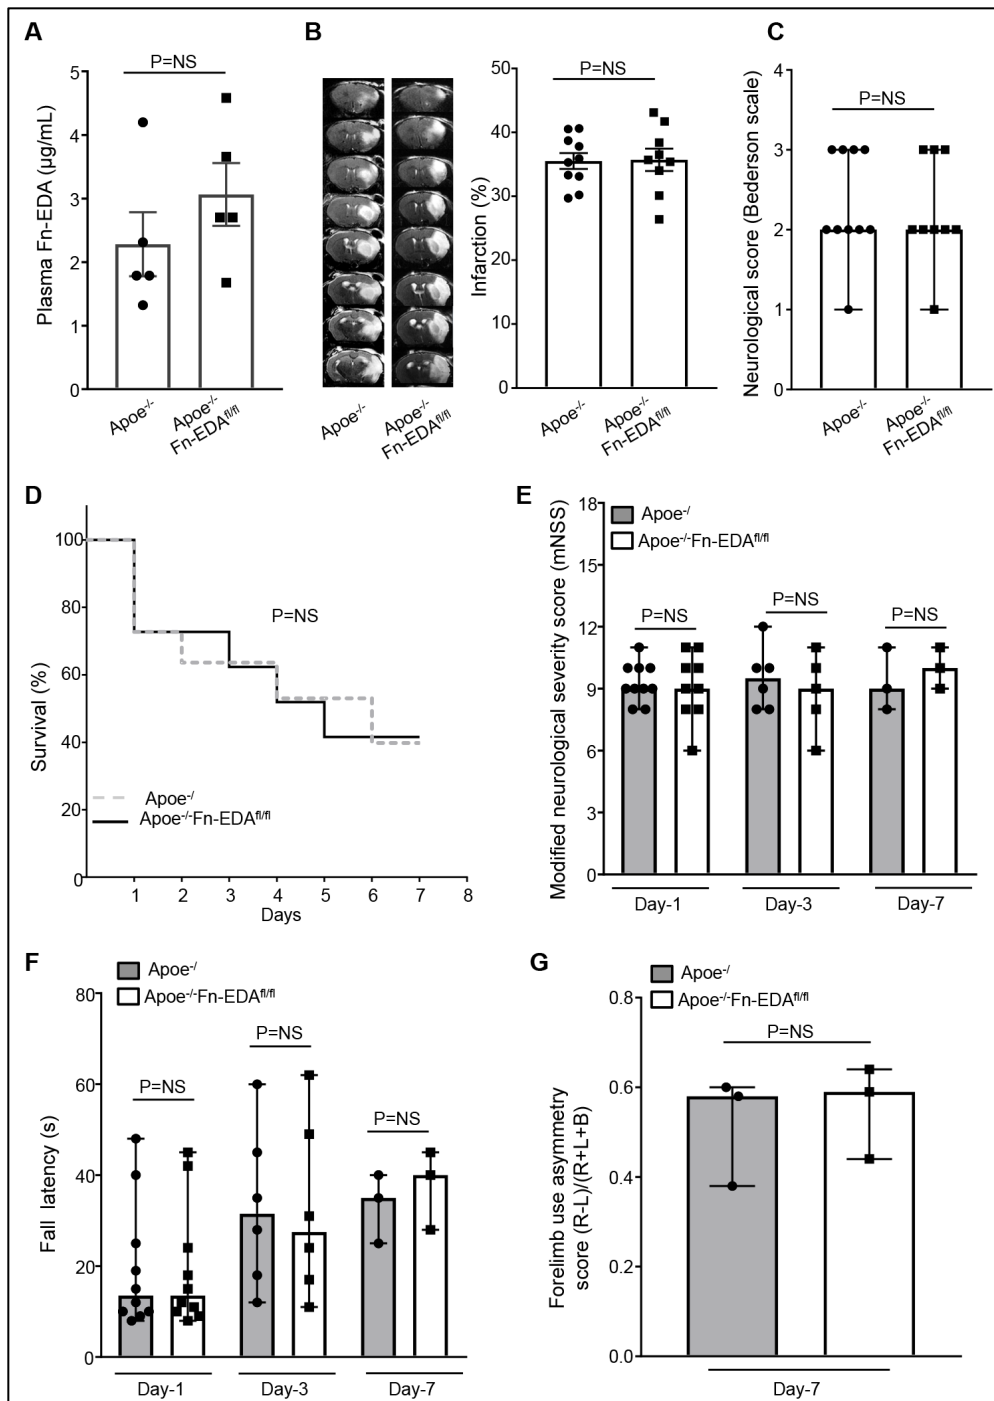 A
P=NS
Plasma Fn-EDA (µg/mL)
5
4
3
2
1
0
Apoe-/-
Apoe-/-
Fn-EDAfl/fl
B
Apoe-/-
Apoe-/-
Fn-EDAfl/fl
P=NS
Infarction (%)
50
40
30
20
10
0
Apoe-/-
Apoe-/-
Fn-EDAfl/fl
C
P=NS
Neurological score (Bederson scale)
4
3
2
1
0
Apoe-/-
Apoe-/-
Fn-EDAfl/fl
D
P=NS
Survival (%)
100
80
60
40
20
0
Apoe-/
Apoe-/-Fn-EDAfl/fl
1 2 3 4 5 6 7 8
Days
E
Apoe-/
Apoe-/-Fn-EDAfl/fl
Modified neurological severity score (mNSS)
18
15
12
9
6
3
0
P=NS
P=NS
P=NS
Day-1
Day-3
Day-7
F
Apoe-/
Apoe-/-Fn-EDAfl/fl
Fall latency (s)
80
60
40
20
0
P=NS
P=NS
P=NS
Day-1
Day-3
Day-7
G
Apoe-/
Apoe-/-Fn-EDAfl/fl
P=NS
Forelimb use asymmetry
score (R-L)/(R+L+B)
0.8
0.6
0.4
0.2
0.0
Day-7